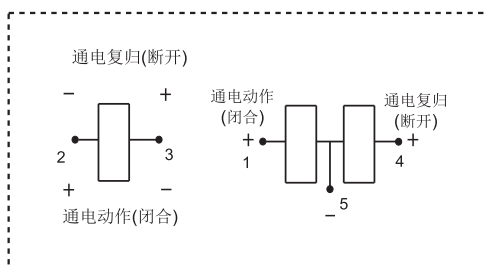 通电复归(断开)
− +
2 3
+ −
通电动作(闭合)
通电动作
(闭合)
+
1
通电复归
(断开)
+
4
5
−